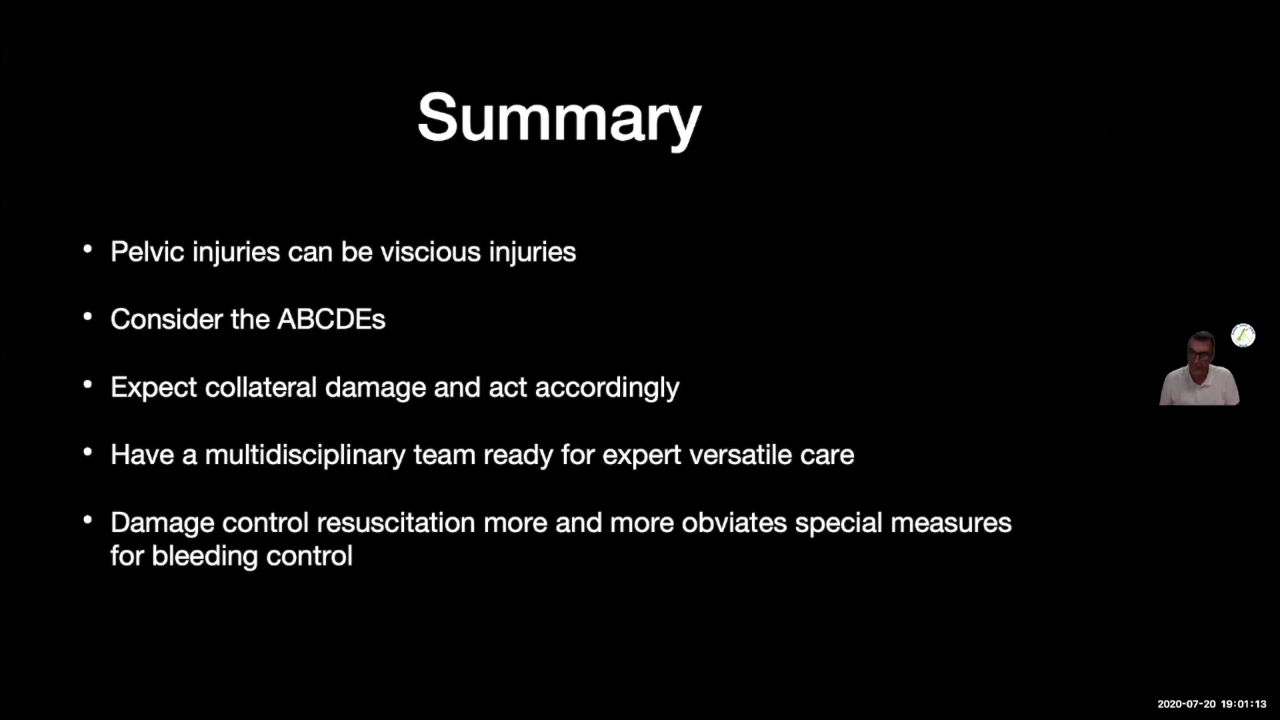 Summary
• Pelvic injuries can be viscious injuries
• Consider the ABCDEs
• Expect collateral damage and act accordingly
• Have a multidisciplinary team ready for expert versatile care
• Damage control resuscitation more and more obviates special measures
for bleeding control
2020-07-20 19:01:13